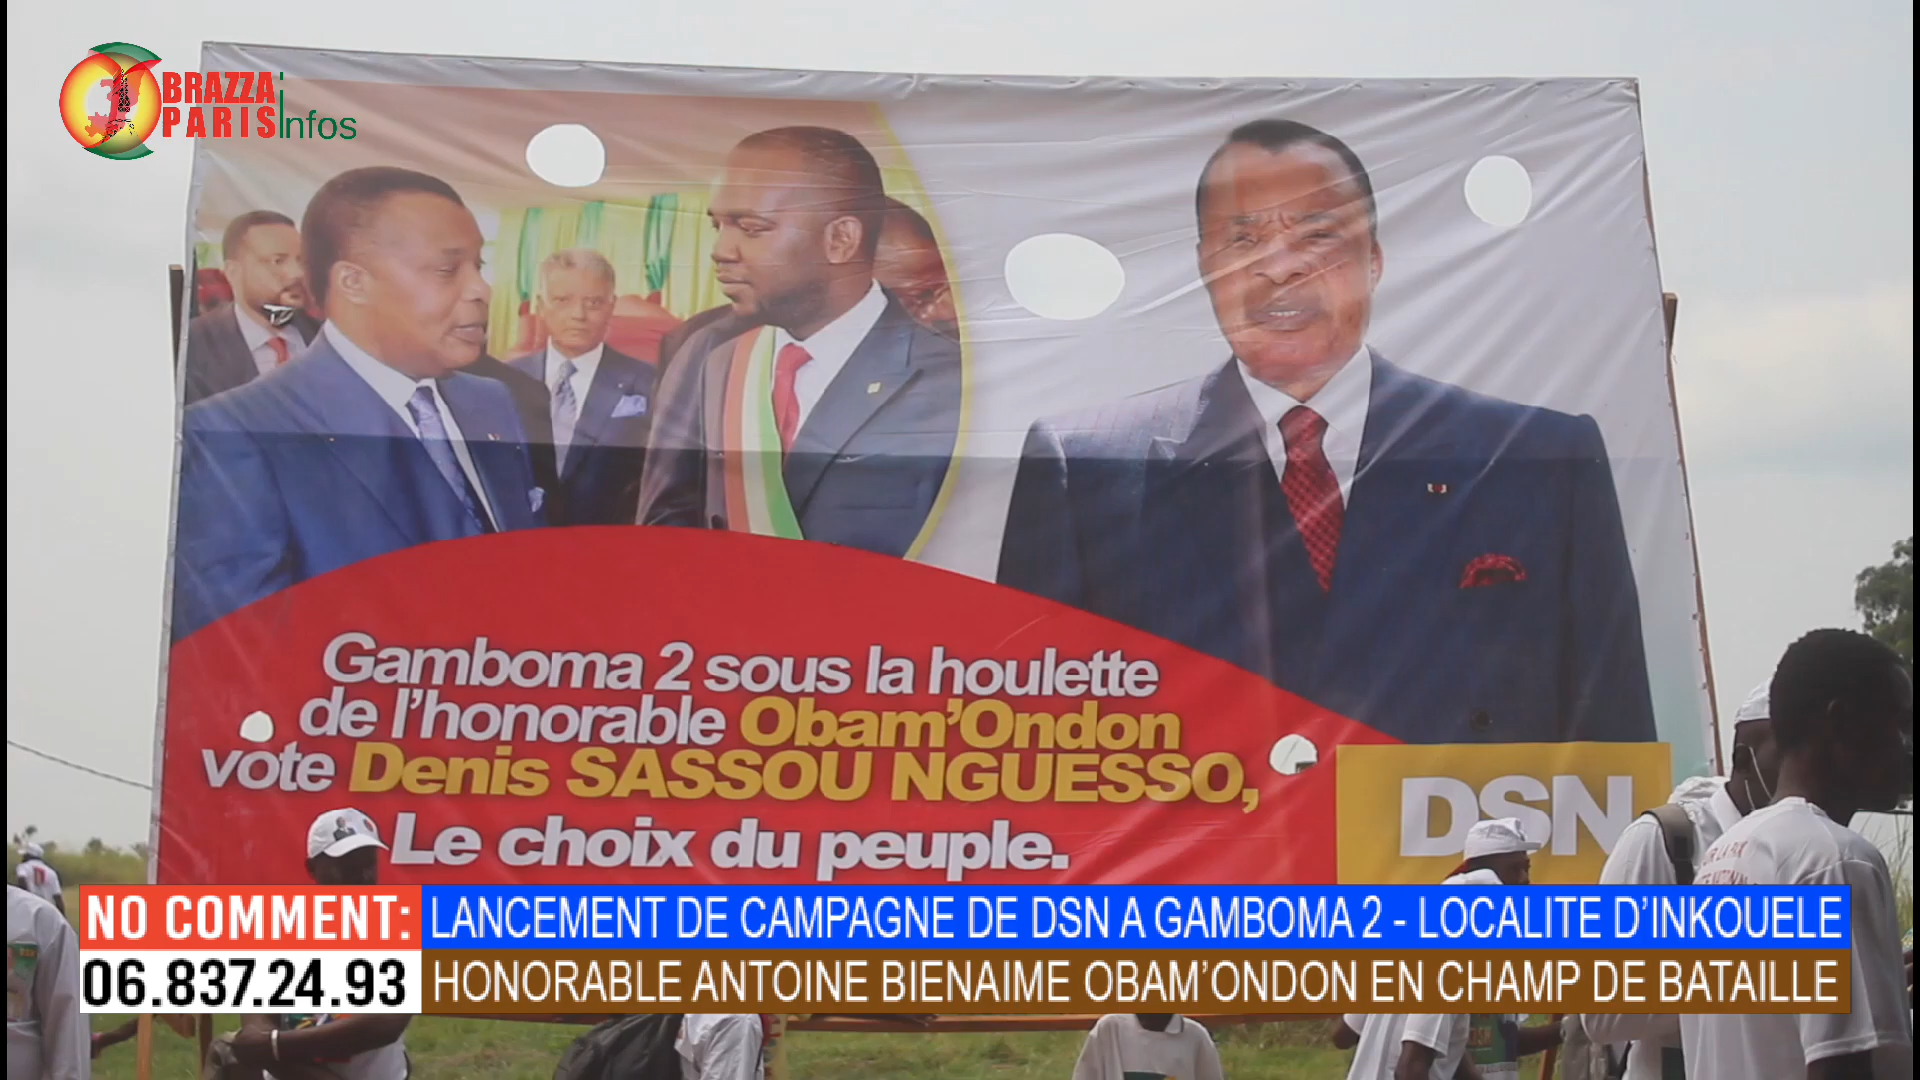 BRAZZA
PARIS Infos
Gamboma 2 sous la houlette
de l'honorable Obam'Ondon
vote Denis SASSOU NGUESSO,
Le choix du peuple.
DSN
NO COMMENT: LANCEMENT DE CAMPAGNE DE DSN A GAMBOMA 2 - LOCALITE D'INKOUELE
06.837.24.93 HONORABLE ANTOINE BIENAIME OBAM'ONDON EN CHAMP DE BATAILLE